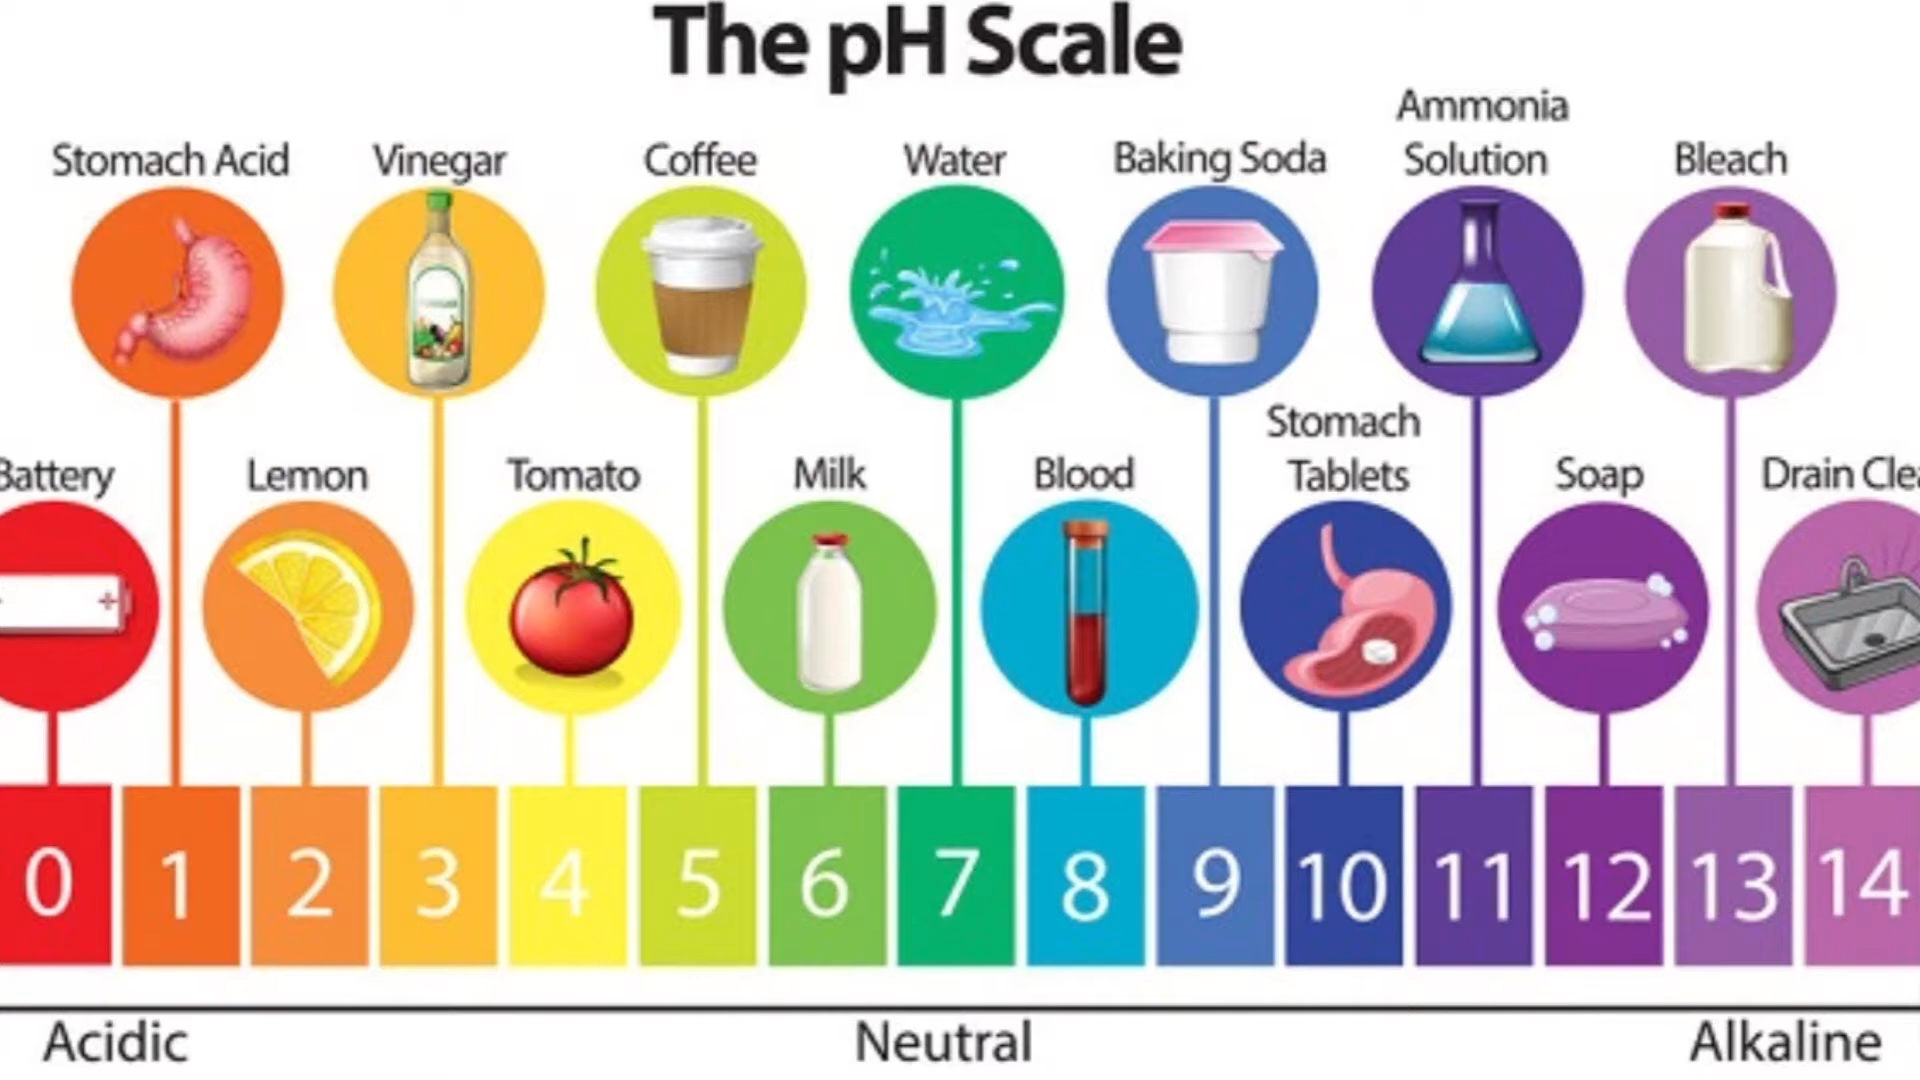 The pH Scale
Stomach Acid
Vinegar
Coffee
Water
Baking Soda
Ammonia
Solution
Bleach
Battery
Lemon
Tomato
Milk
Blood
Stomach
Tablets
Soap
Drain Clea
0 1 2 3 4 5 6 7 8 9 10 11 12 13 14
Acidic
Neutral
Alkaline